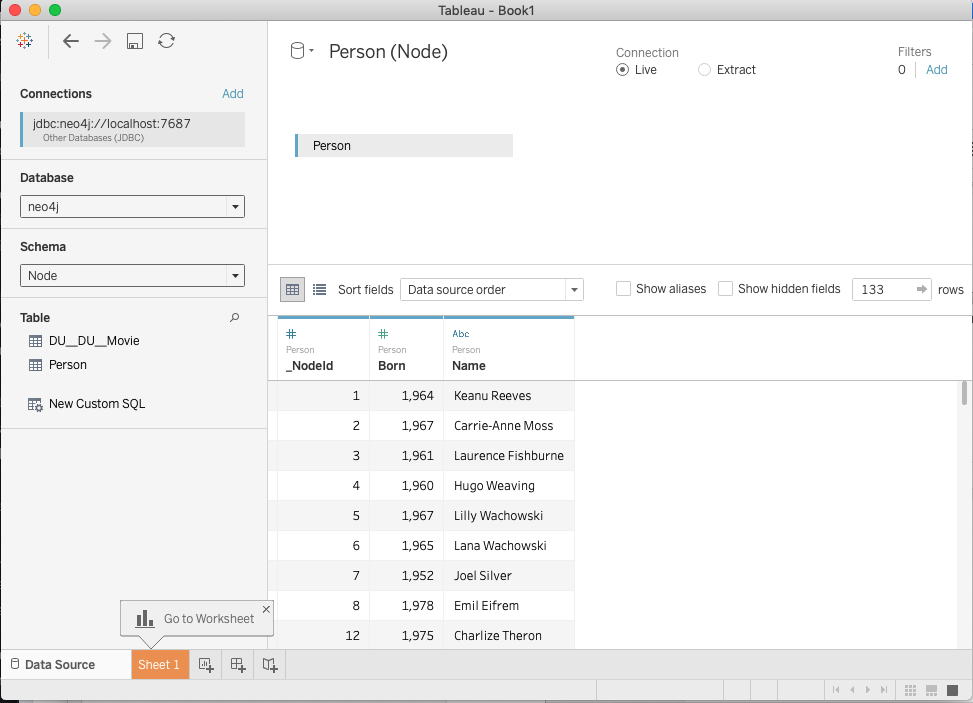 Tableau - Book1
Connections Add
jdbc:neo4j://localhost:7687
Other Databases (JDBC)
Database
neo4j
Schema
Node
Table
DU__DU__Movie
Person
New Custom SQL
Person (Node)
Connection
Live Extract
Filters
0 Add
Person
Sort fields Data source order Show aliases Show hidden fields 133 rows
# # Abc
Person Person Person
_NodeId Born Name
1 1,964 Keanu Reeves
2 1,967 Carrie-Anne Moss
3 1,961 Laurence Fishburne
4 1,960 Hugo Weaving
5 1,967 Lilly Wachowski
6 1,965 Lana Wachowski
7 1,952 Joel Silver
8 1,978 Emil Eifrem
12 1,975 Charlize Theron
Go to Worksheet
Data Source Sheet 1